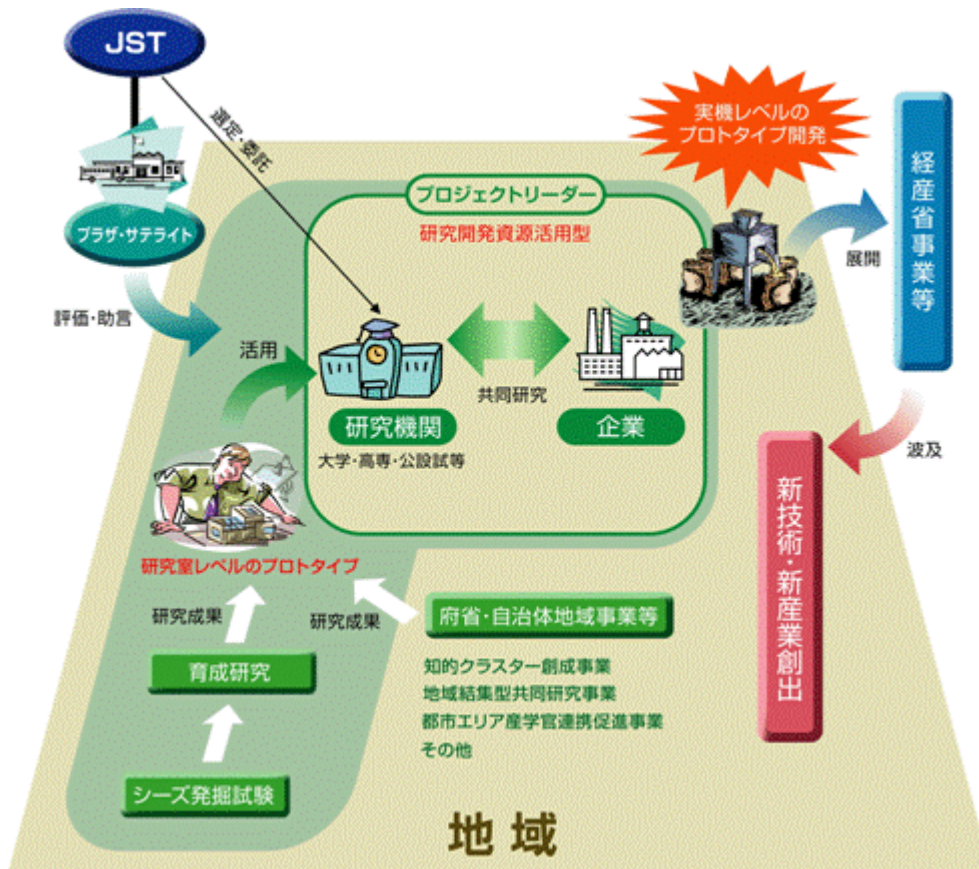 JST
選定・委託
プラザ・サテライト
評価・助言
実機レベルの
プロトタイプ開発
プロジェクトリーダー
研究開発資源活用型
経産省事業等
展開
活用
共同研究
研究機関
企業
大学・高専・公設試等
波及
新技術・新産業創出
研究室レベルのプロトタイプ
研究成果
研究成果
府省・自治体地域事業等
育成研究
知的クラスター創成事業
地域結集型共同研究事業
都市エリア産学官連携促進事業
その他
シーズ発掘試験
地域